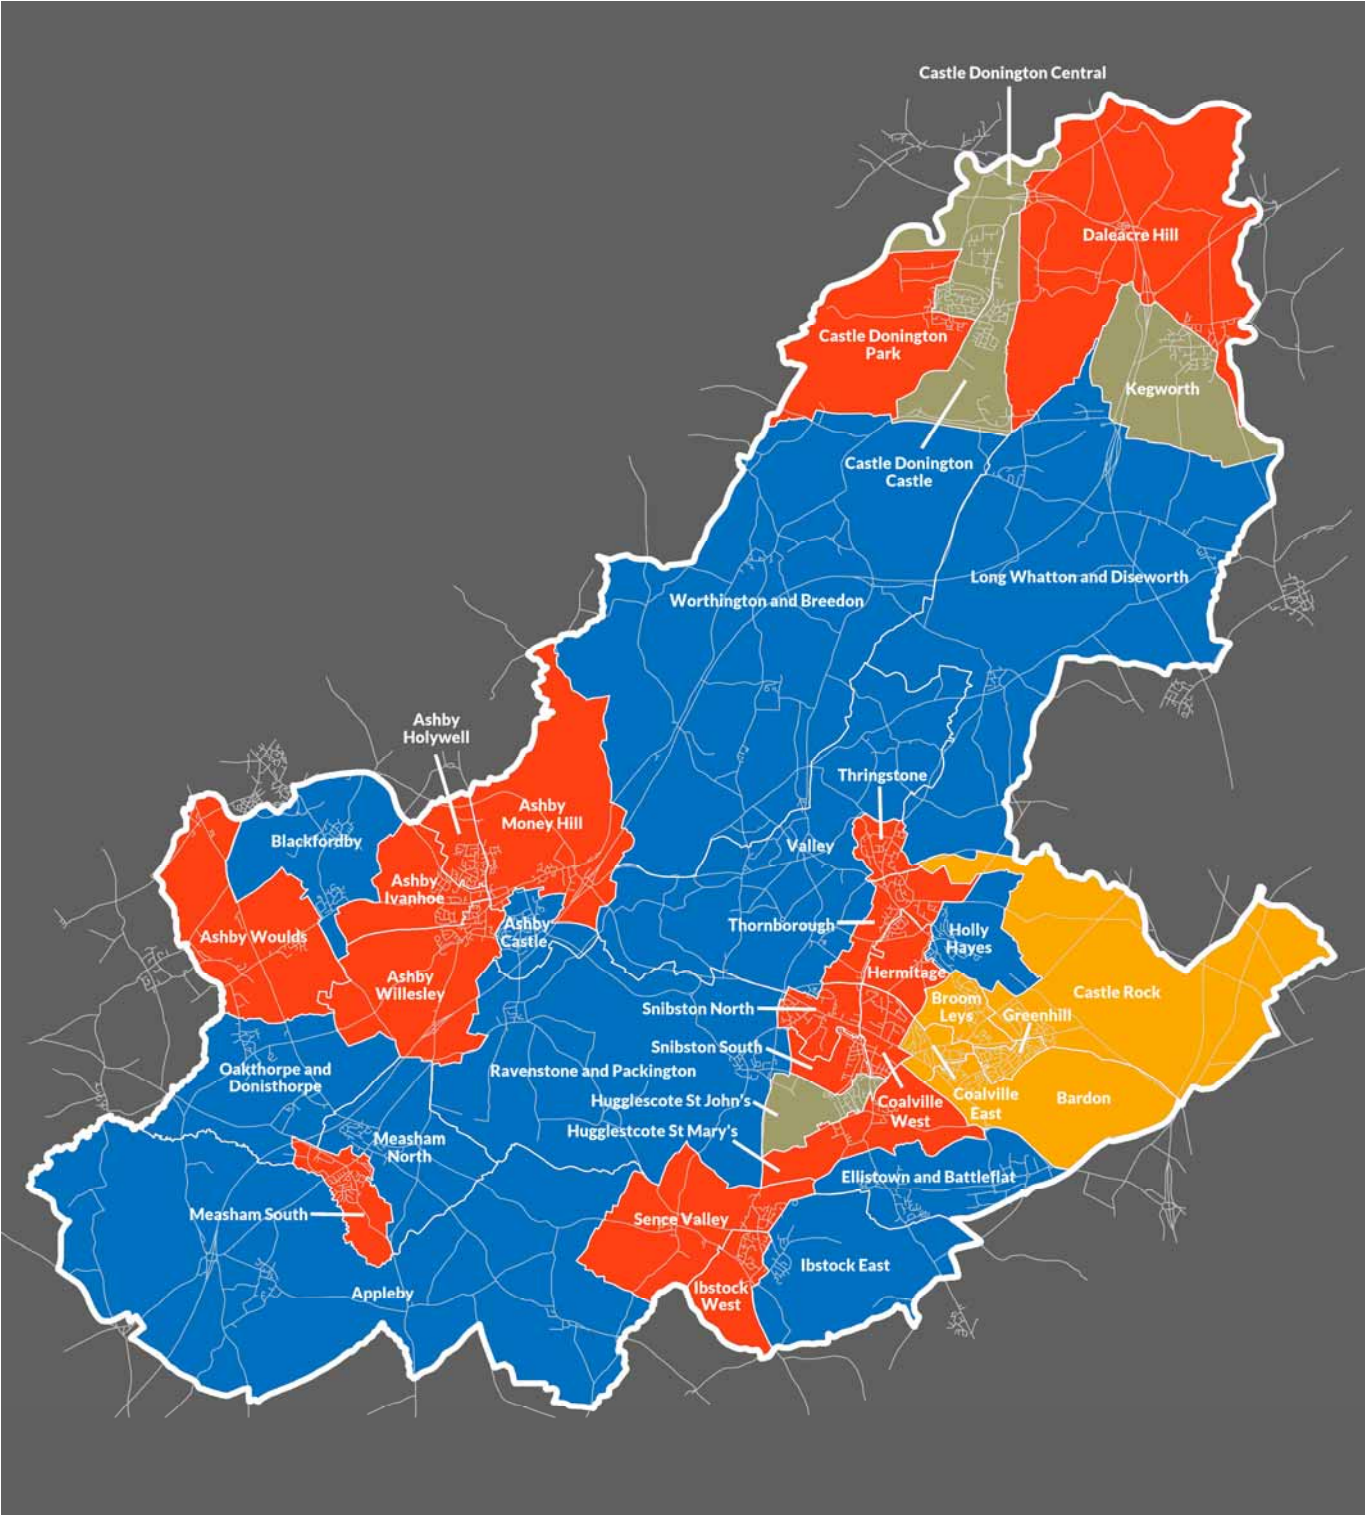 Castle Donington Central
Daleacre Hill
Castle Donington
Park
Kegworth
Castle Donington
Castle
Long Whatton and Diseworth
Worthington and Breedon
Ashby
Holywell
Thringstone
Ashby
Money Hill
Blackfordby
Valley
Ashby
Ivanhoe
Ashby
Castle
Thornborough
Holly
Hayes
Ashby Woulds
Hermitage
Ashby
Willesley
Castle Rock
Broom
Leys
Snibston North
Greenhill
Snibston South
Oakthorpe and
Donisthorpe
Ravenstone and Packington
Hugglescote St John's
Coalville
West
Coalville
East
Bardon
Hugglestcote St Mary's
Measham
North
Ellistown and Battleflat
Measham South
Sence Valley
Ibstock East
Appleby
Ibstock
West